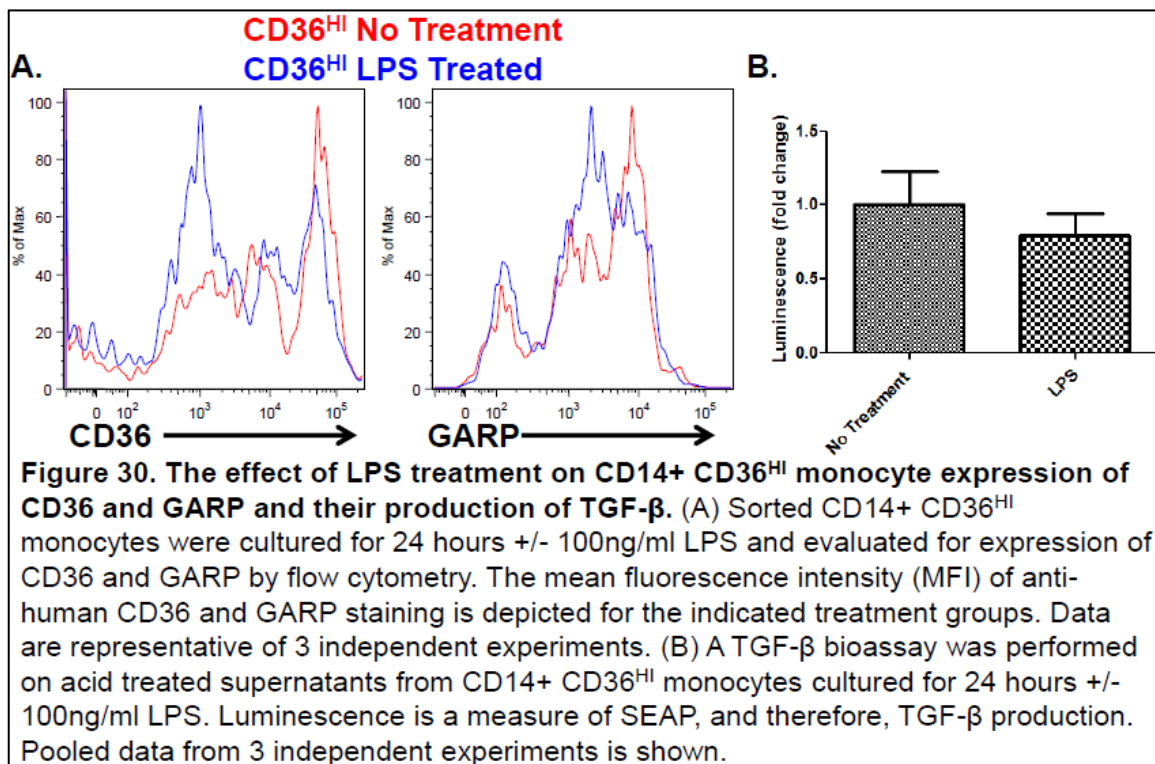 CD36HI No Treatment
CD36HI LPS Treated
A.
B.
100
80
60
40
20
0
% of Max
0 10² 10³ 10⁴ 10⁵
CD36
100
80
60
40
20
0
% of Max
0 10² 10³ 10⁴ 10⁵
GARP
1.5
1.0
0.5
0.0
Luminescence (fold change)
No Treatment
LPS
Figure 30. The effect of LPS treatment on CD14+ CD36HI monocyte expression of
CD36 and GARP and their production of TGF-β. (A) Sorted CD14+ CD36HI
monocytes were cultured for 24 hours +/- 100ng/ml LPS and evaluated for expression of
CD36 and GARP by flow cytometry. The mean fluorescence intensity (MFI) of anti-
human CD36 and GARP staining is depicted for the indicated treatment groups. Data
are representative of 3 independent experiments. (B) A TGF-β bioassay was performed
on acid treated supernatants from CD14+ CD36HI monocytes cultured for 24 hours +/-
100ng/ml LPS. Luminescence is a measure of SEAP, and therefore, TGF-β production.
Pooled data from 3 independent experiments is shown.